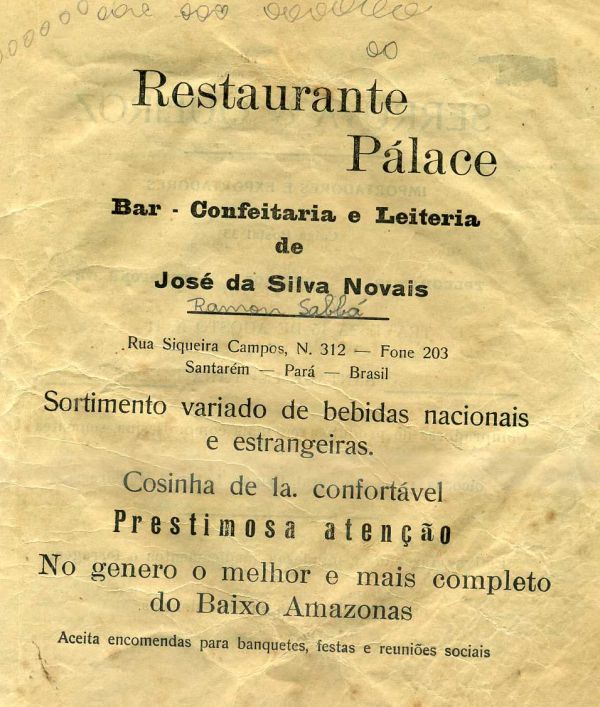 Restaurante
Pálace
Bar - Confeitaria e Leiteria
de
José da Silva Novais
Ramon Sabbá
Rua Siqueira Campos, N. 312 — Fone 203
Santarém — Pará — Brasil
Sortimento variado de bebidas nacionais
e estrangeiras.
Cosinha de 1a. confortável
Prestimosa atenção
No genero o melhor e mais completo
do Baixo Amazonas
Aceita encomendas para banquetes, festas e reuniões sociais